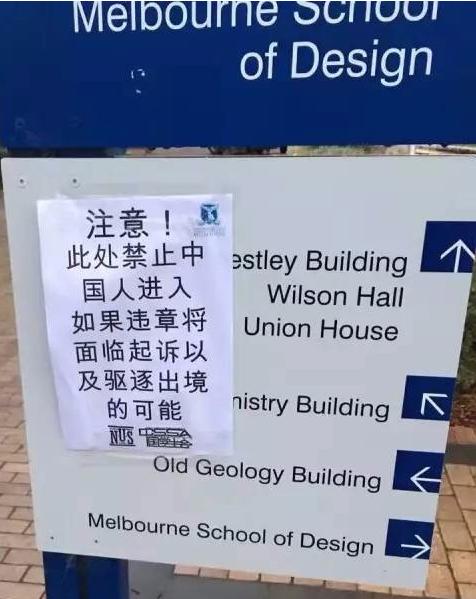 Melbourne School
of Design
注意！
此处禁止中
国人进入
如果违章将
面临起诉以
及驱逐出境
的可能
NUS
estley Building
Wilson Hall
Union House
mistry Building
Old Geology Building
Melbourne School of Design